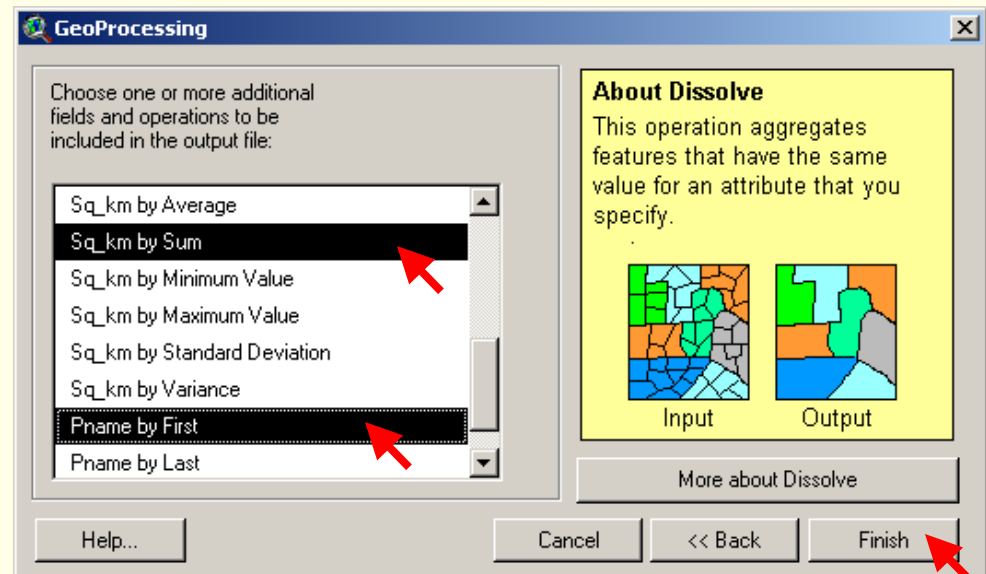 GeoProcessing
Choose one or more additional
fields and operations to be
included in the output file:
Sq_km by Average
Sq_km by Sum
Sq_km by Minimum Value
Sq_km by Maximum Value
Sq_km by Standard Deviation
Sq_km by Variance
Pname by First
Pname by Last
About Dissolve
This operation aggregates
features that have the same
value for an attribute that you
specify.
Input
Output
More about Dissolve
Help...
Cancel
<< Back
Finish